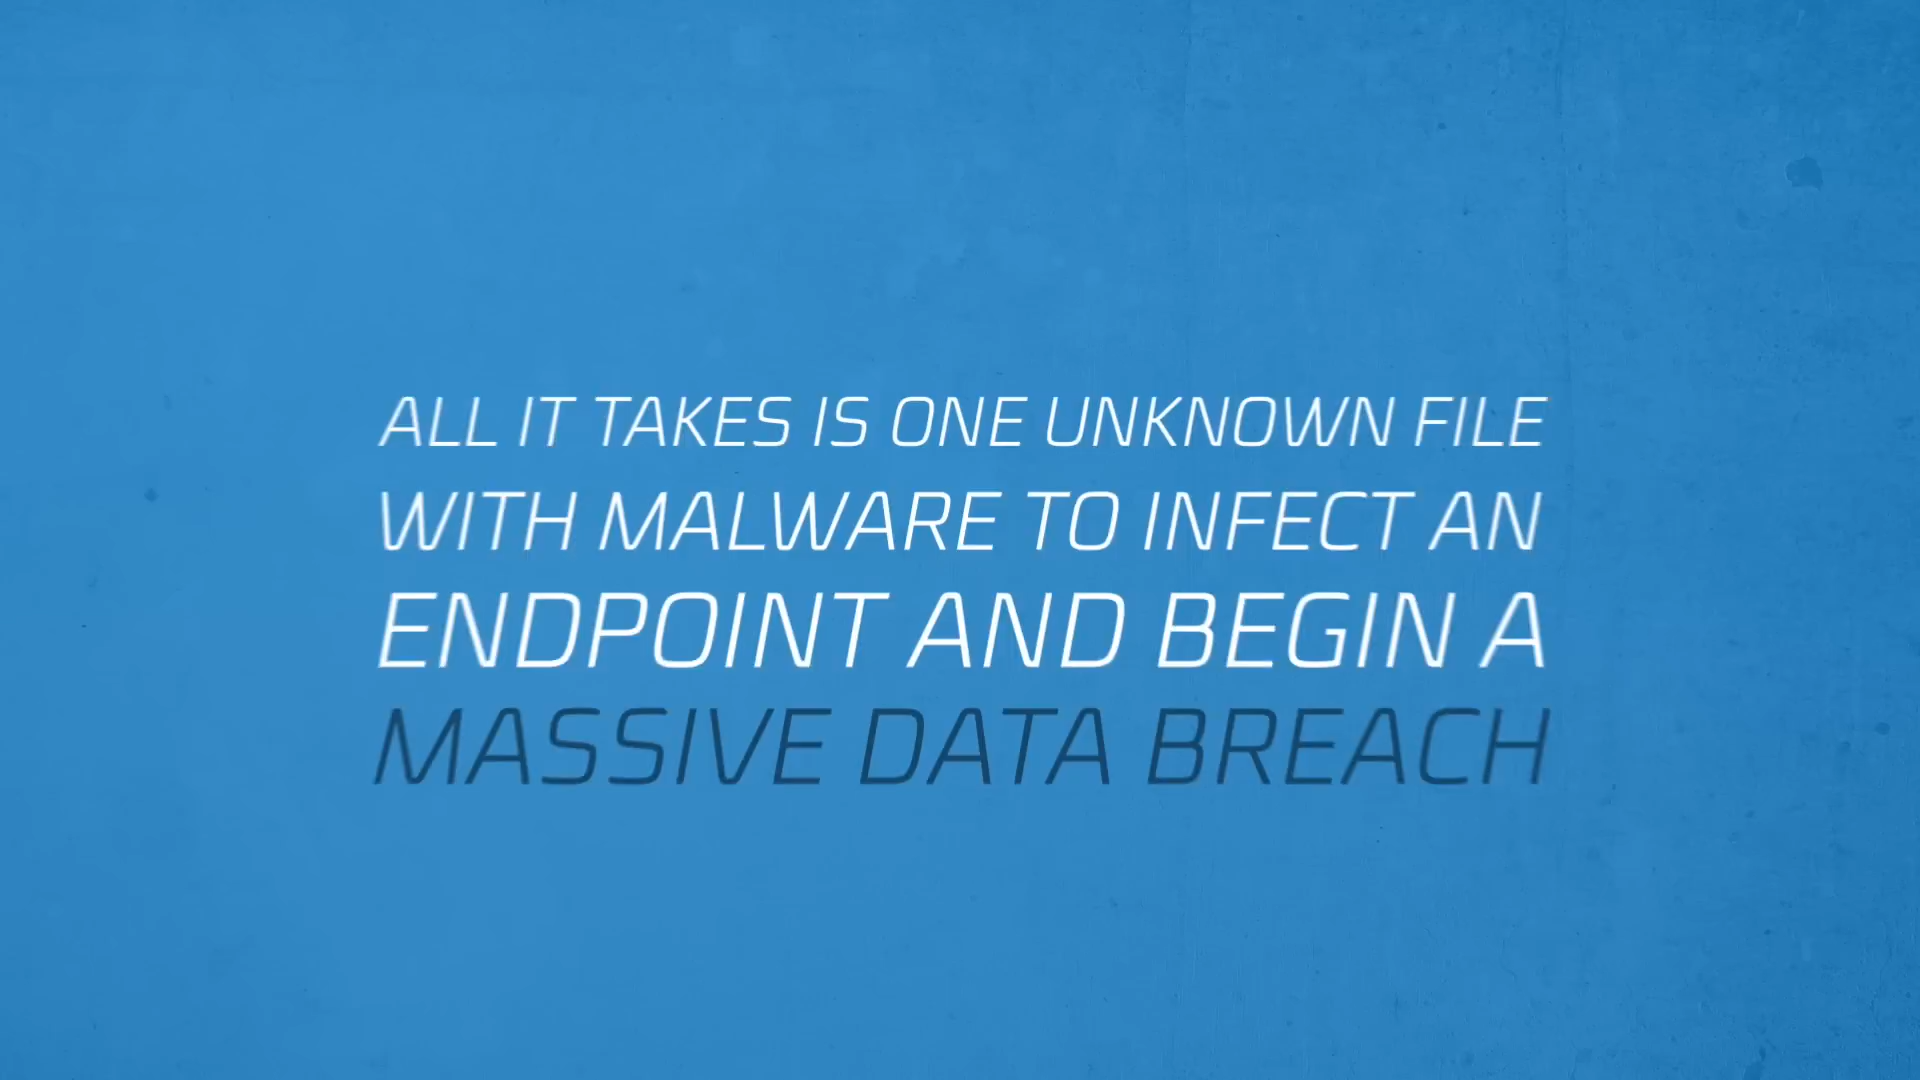 ALL IT TAKES IS ONE UNKNOWN FILE
WITH MALWARE TO INFECT AN
ENDPOINT AND BEGIN A
MASSIVE DATA BREACH